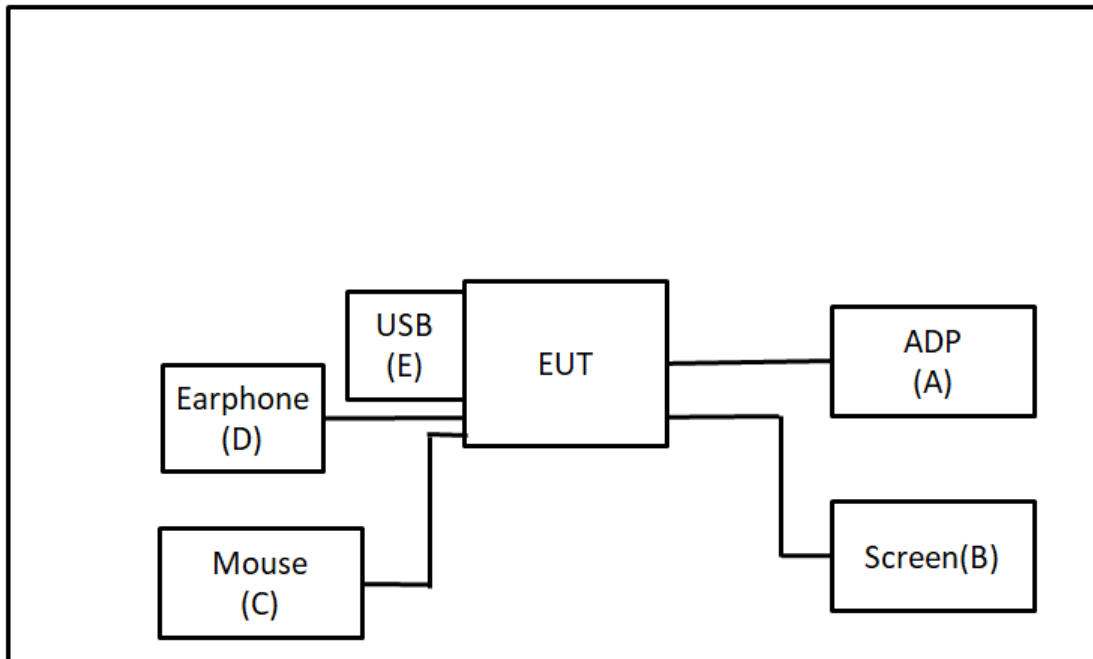 USB
(E)
EUT
ADP
(A)
Earphone
(D)
Mouse
(C)
Screen(B)